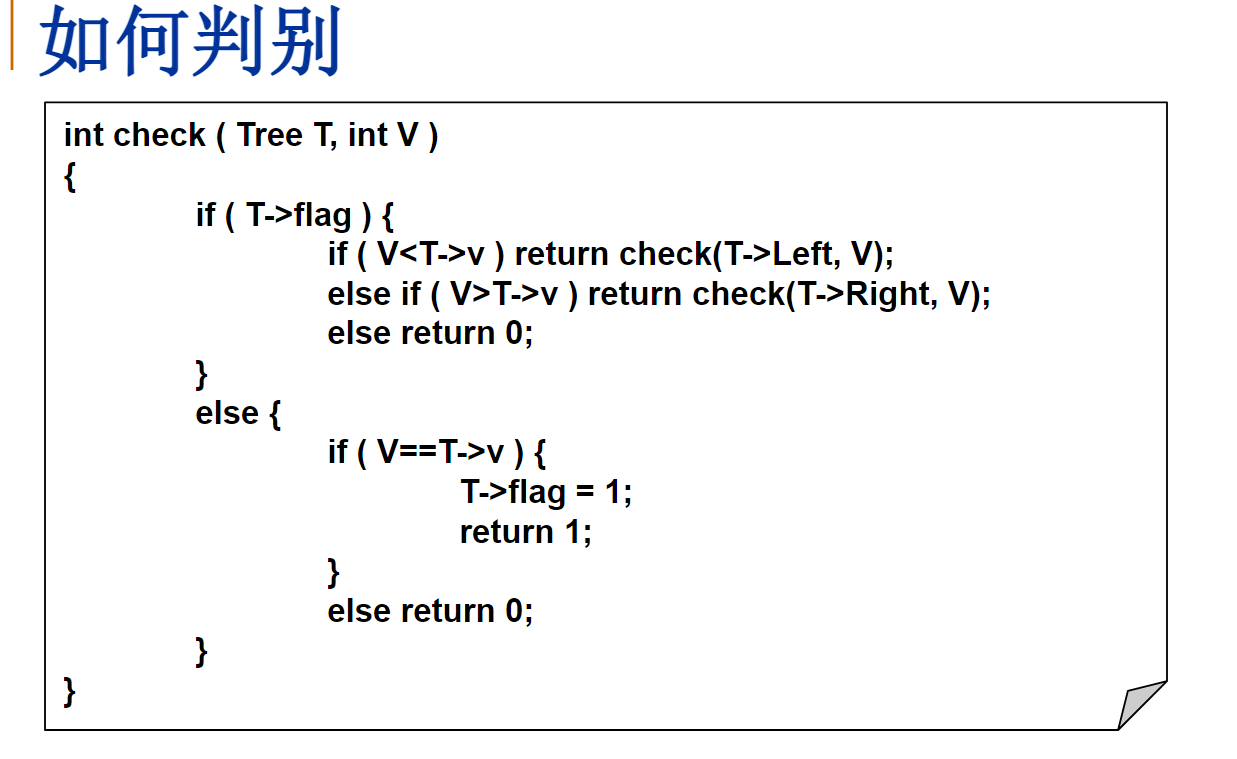 如何判别
int check ( Tree T, int V )
{
if ( T->flag ) {
if ( V<T->v ) return check(T->Left, V);
else if ( V>T->v ) return check(T->Right, V);
else return 0;
}
else {
if ( V==T->v ) {
T->flag = 1;
return 1;
}
else return 0;
}
}